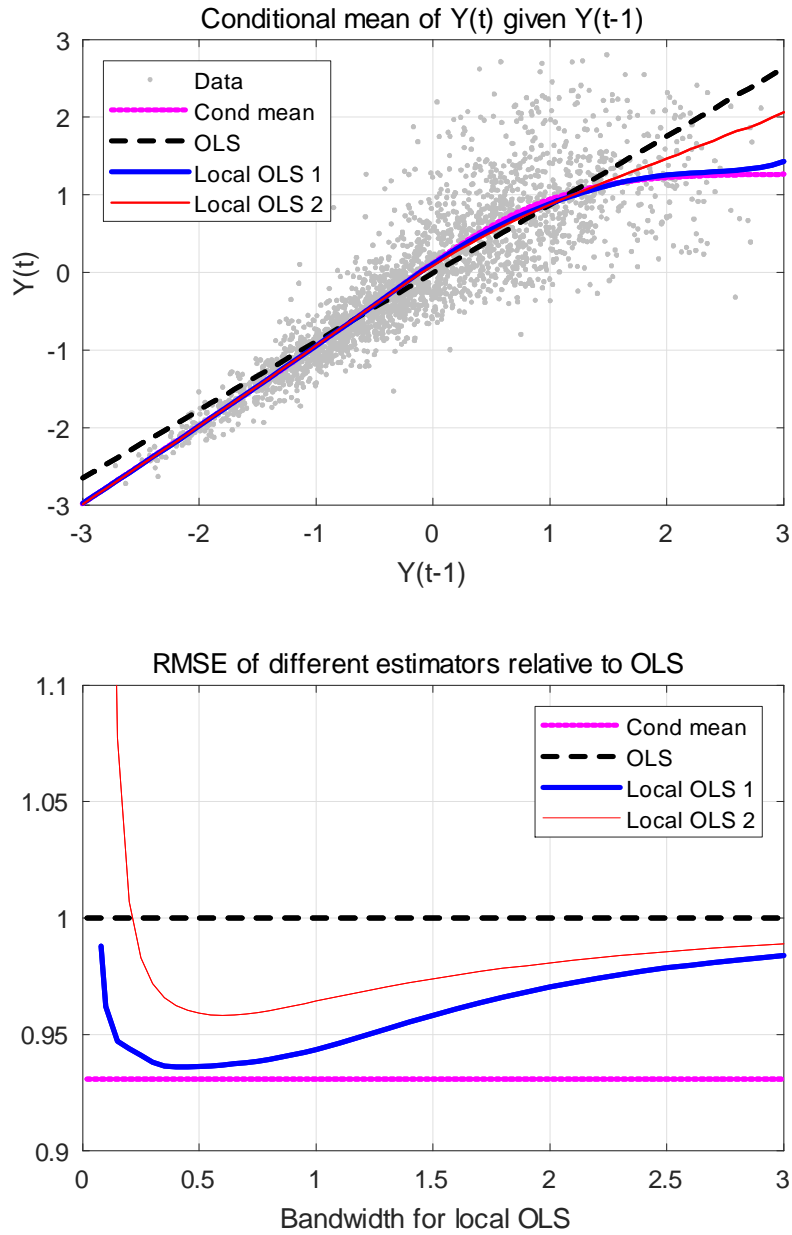 Conditional mean of Y(t) given Y(t-1)
3
2
1
0
-1
-2
-3
Y(t)
Data
Cond mean
OLS
Local OLS 1
Local OLS 2
-3 -2 -1 0 1 2 3
Y(t-1)
RMSE of different estimators relative to OLS
1.1
1.05
1
0.95
0.9
Cond mean
OLS
Local OLS 1
Local OLS 2
0 0.5 1 1.5 2 2.5 3
Bandwidth for local OLS